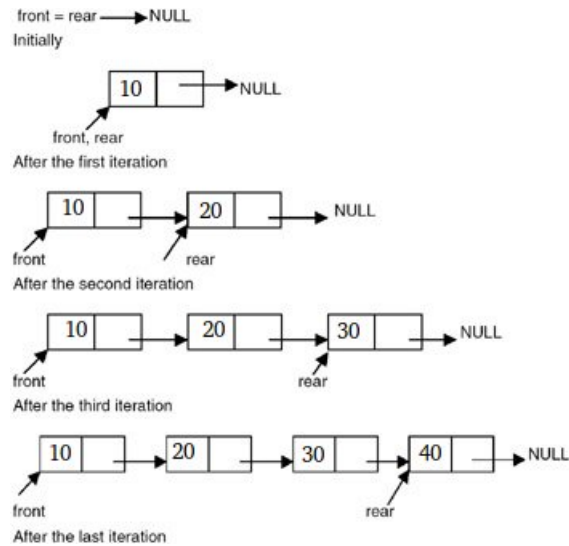 front = rear NULL
Initially
10 NULL
front, rear
After the first iteration
10 20 NULL
front rear
After the second iteration
10 20 30 NULL
front rear
After the third iteration
10 20 30 40 NULL
front rear
After the last iteration